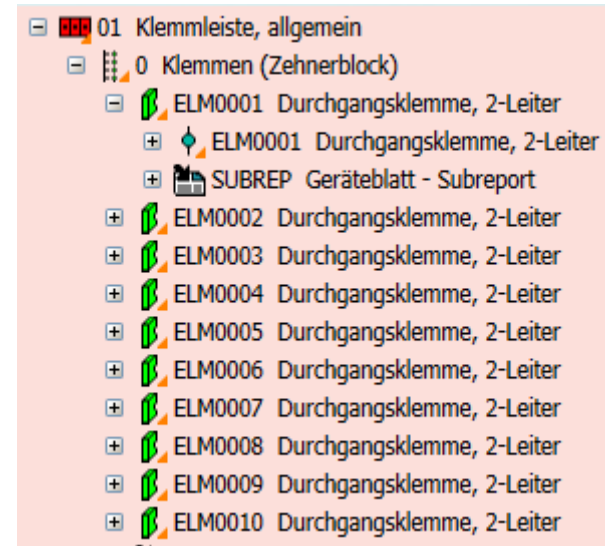 01 Klemmleiste, allgemein
0 Klemmen (Zehnerblock)
ELM0001 Durchgangsklemme, 2-Leiter
ELM0001 Durchgangsklemme, 2-Leiter
SUBREP Geräteblatt - Subreport
ELM0002 Durchgangsklemme, 2-Leiter
ELM0003 Durchgangsklemme, 2-Leiter
ELM0004 Durchgangsklemme, 2-Leiter
ELM0005 Durchgangsklemme, 2-Leiter
ELM0006 Durchgangsklemme, 2-Leiter
ELM0007 Durchgangsklemme, 2-Leiter
ELM0008 Durchgangsklemme, 2-Leiter
ELM0009 Durchgangsklemme, 2-Leiter
ELM0010 Durchgangsklemme, 2-Leiter